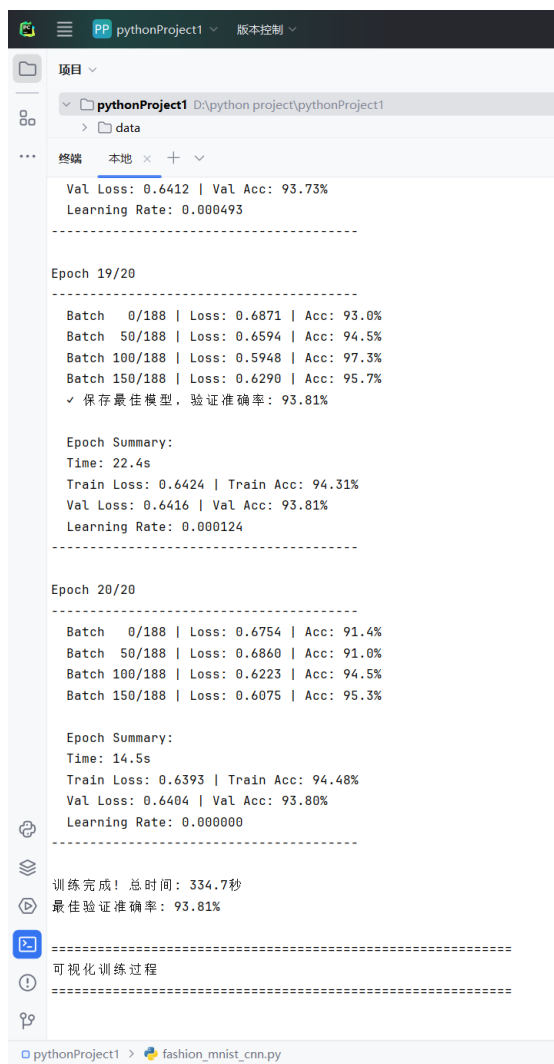 PP pythonProject1 版本控制
项目
pythonProject1 D:\python project\pythonProject1
data
终端 本地
Val Loss: 0.6412 | Val Acc: 93.73%
Learning Rate: 0.000493
----------------------------------------
Epoch 19/20
----------------------------------------
Batch   0/188 | Loss: 0.6871 | Acc: 93.0%
Batch  50/188 | Loss: 0.6594 | Acc: 94.5%
Batch 100/188 | Loss: 0.5948 | Acc: 97.3%
Batch 150/188 | Loss: 0.6290 | Acc: 95.7%
✓ 保存最佳模型，验证准确率: 93.81%
Epoch Summary:
Time: 22.4s
Train Loss: 0.6424 | Train Acc: 94.31%
Val Loss: 0.6416 | Val Acc: 93.81%
Learning Rate: 0.000124
----------------------------------------
Epoch 20/20
----------------------------------------
Batch   0/188 | Loss: 0.6754 | Acc: 91.4%
Batch  50/188 | Loss: 0.6860 | Acc: 91.0%
Batch 100/188 | Loss: 0.6223 | Acc: 94.5%
Batch 150/188 | Loss: 0.6075 | Acc: 95.3%
Epoch Summary:
Time: 14.5s
Train Loss: 0.6393 | Train Acc: 94.48%
Val Loss: 0.6404 | Val Acc: 93.80%
Learning Rate: 0.000000
----------------------------------------
训练完成! 总时间: 334.7秒
最佳验证准确率: 93.81%
============================================================
可视化训练过程
============================================================
pythonProject1 > fashion_mnist_cnn.py